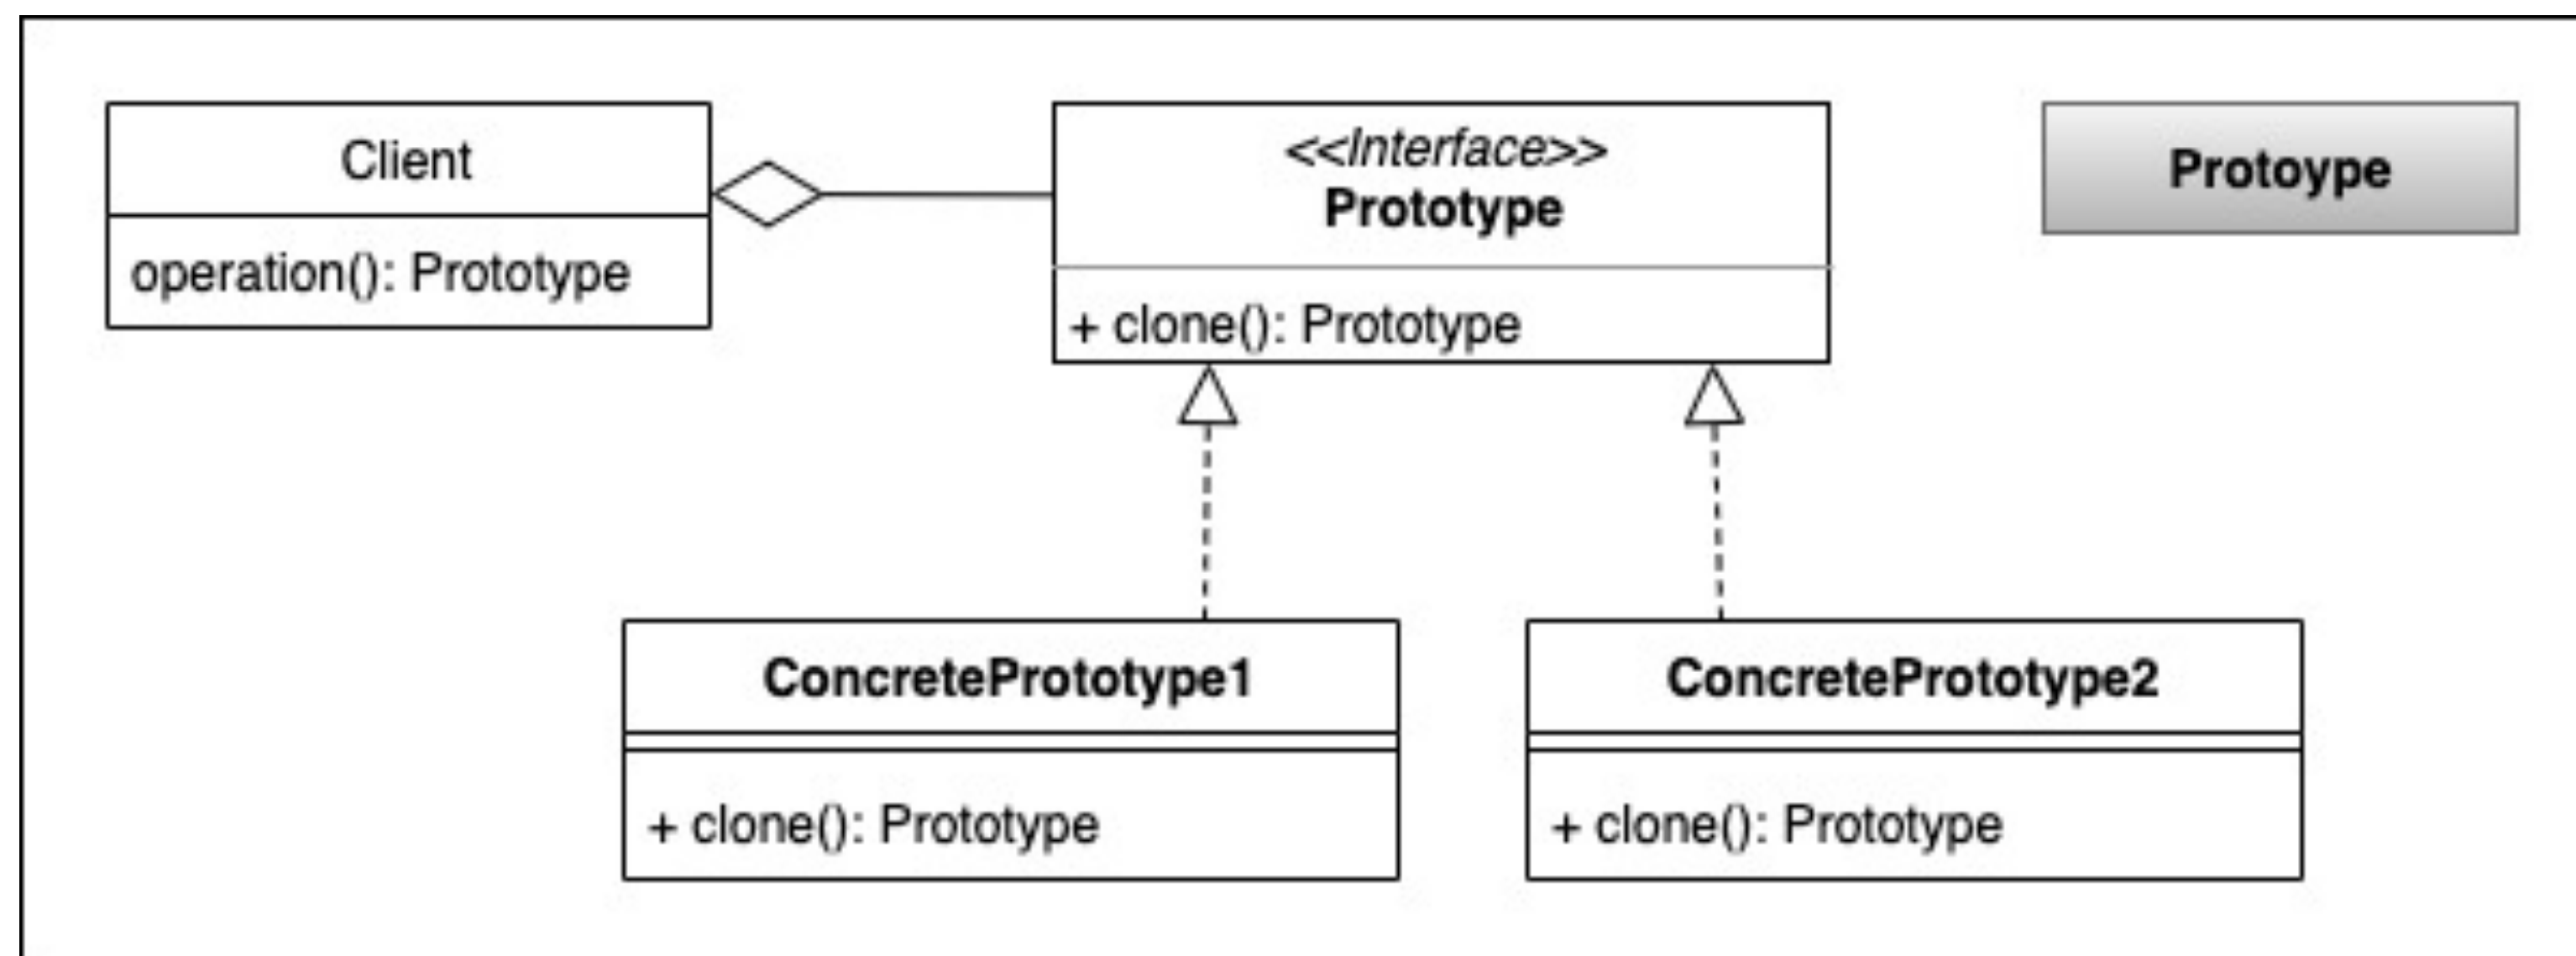 Client
operation(): Prototype
<<Interface>>
Prototype
+ clone(): Prototype
Protoype
ConcretePrototype1
+ clone(): Prototype
ConcretePrototype2
+ clone(): Prototype